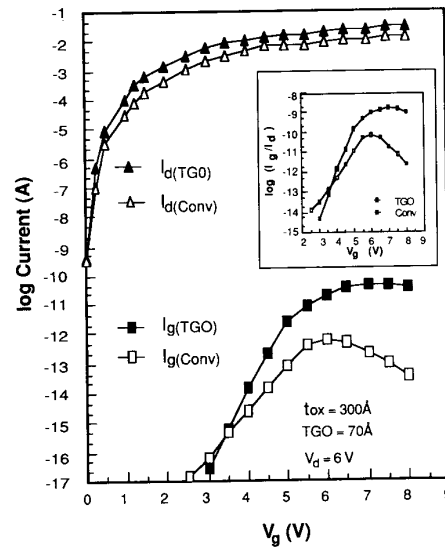 -1
-2
-3
-4
-5
-6
-7
-8
-9
-10
-11
-12
-13
-14
-15
-16
-17
log Current (A)
0 1 2 3 4 5 6 7 8 9
Vg (V)
Id(TG0)
Id(Conv)
Ig(TGO)
Ig(Conv)
tox = 300Å
TGO = 70Å
Vd = 6 V
-8
-9
-10
-11
-12
-13
-14
-15
log (Ig/Id)
2 3 4 5 6 7 8 9
Vg (V)
TGO
Conv